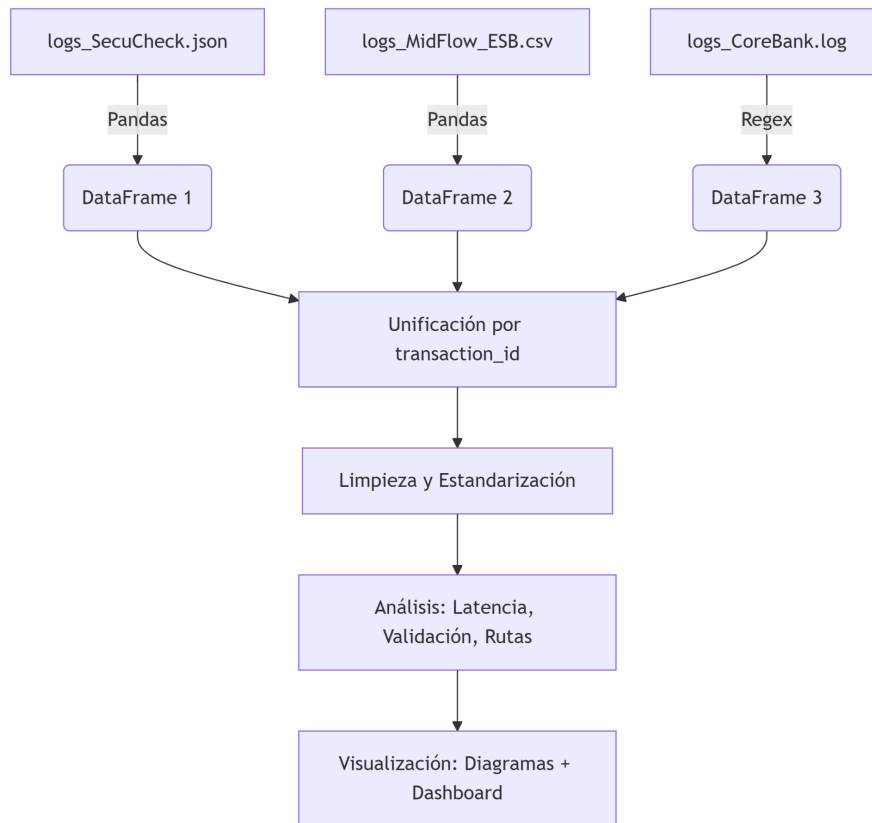 logs_SecuCheck.json
logs_MidFlow_ESB.csv
logs_CoreBank.log
Pandas
Pandas
Regex
DataFrame 1
DataFrame 2
DataFrame 3
Unificación por
transaction_id
Limpieza y Estandarización
Análisis: Latencia,
Validación, Rutas
Visualización: Diagramas +
Dashboard